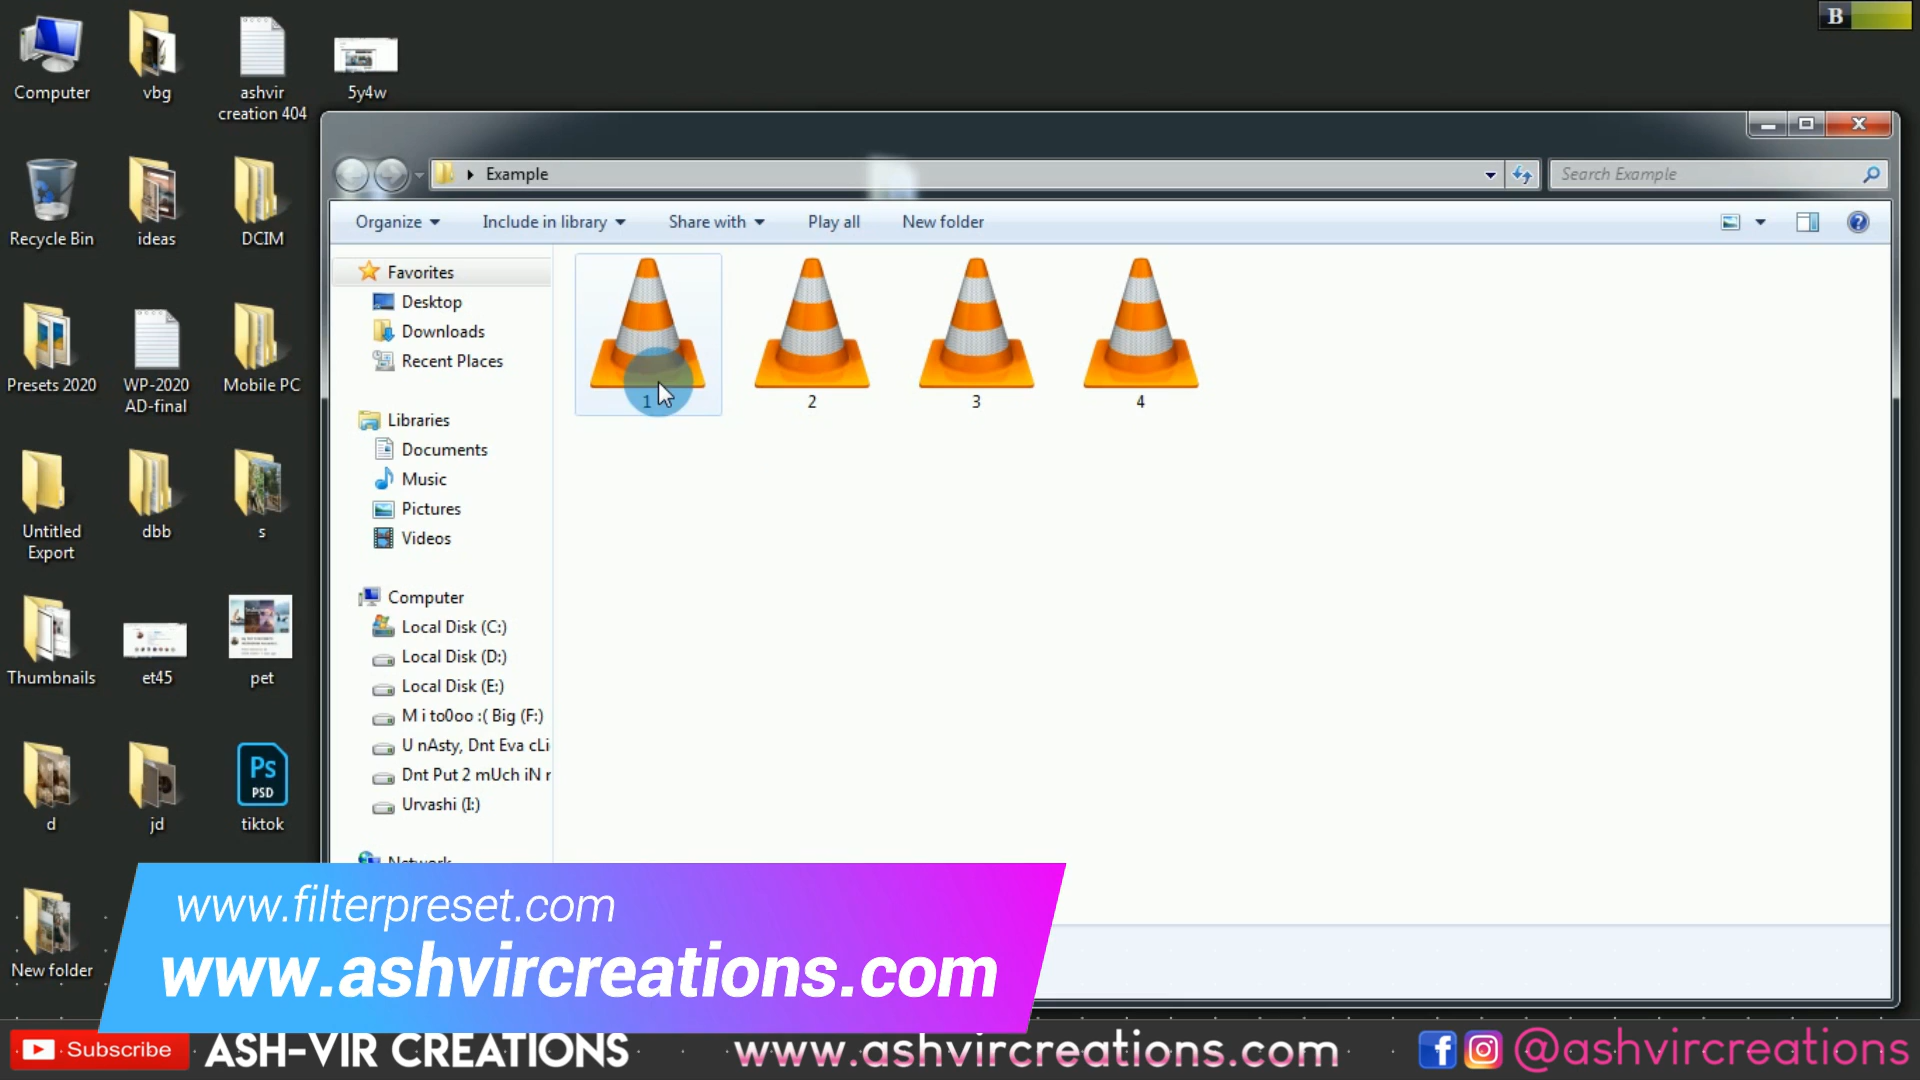 B
Computer
vbg
ashvir
creation 404
5y4w
Example
Search Example
Organize
Include in library
Share with
Play all
New folder
Recycle Bin
ideas
DCIM
Favorites
Desktop
Downloads
Recent Places
1
2
3
4
Presets 2020
WP-2020
AD-final
Mobile PC
Libraries
Documents
Music
Pictures
Videos
Untitled
Export
dbb
s
Computer
Local Disk (C:)
Local Disk (D:)
Local Disk (E:)
M i to0oo :( Big (F:)
U nAsty, Dnt Eva cLi
Dnt Put 2 mUch iN r
Urvashi (I:)
Network
Thumbnails
et45
pet
Ps
PSD
d
jd
tiktok
New folder
www.filterpreset.com
www.ashvircreations.com
Subscribe
ASH-VIR CREATIONS
www.ashvircreations.com
@ashvircreations